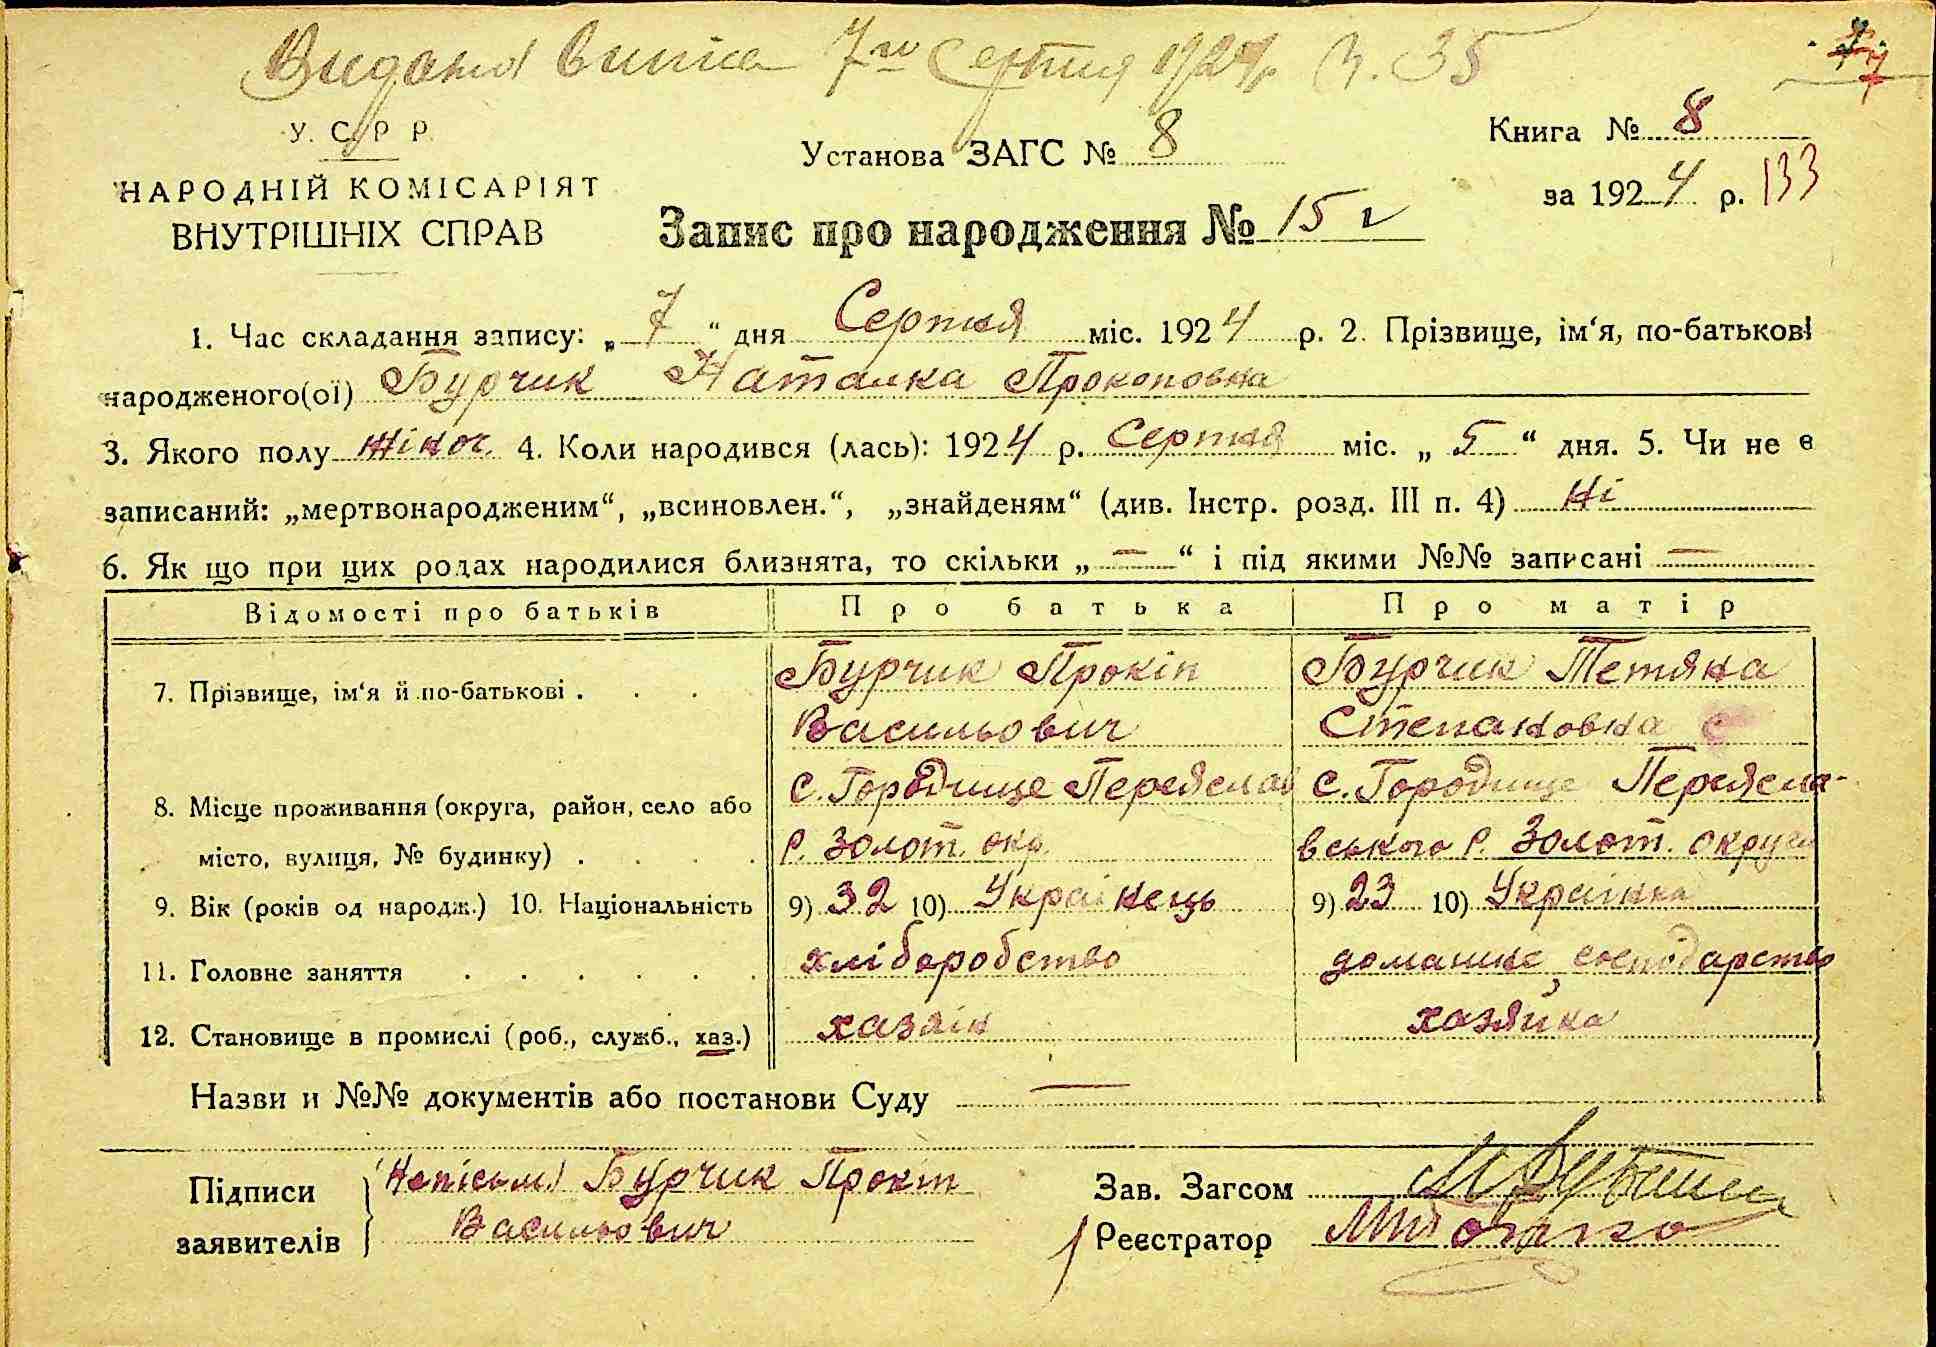 Видана виписка 7го Серпня 1924р. В. 35
У. С. Р. Р.
НАРОДНІЙ КОМІСАРІЯТ
ВНУТРІШНІХ СПРАВ
Установа ЗАГС № 8
Книга № 8
за 1924 р. 133
Запис про народження № 15
1. Час складання запису: „ 7 “ дня Серпня міс. 1924 р. 2. Прізвище, ім‘я, по-батькові
народженого(ої) Бурчик Наталка Прокоповна
3. Якого полу жіноч. 4. Коли народився (лась): 1924 р. Серпня міс. „ 5 “ дня. 5. Чи не є
записаний: „мертвонародженим“, „всиновлен.“, „знайденям“ (див. Інстр. розд. III п. 4) Ні
6. Як що при цих родах народилися близнята, то скільки „ — “ і під якими №№ записані —
Відомості про батьків Про батька Про матір
7. Прізвище, ім‘я й по-батькові . . . . Бурчик Прокіп Бурчик Тетяна
Васильович Степановна
8. Місце проживання (округа, район, село або с. Городище Переяслав с. Городище Переясла-
місто, вулиця, № будинку) . . . . Р. Золот. окр. вського Р. Золот. округи
9. Вік (років од народж.) 10. Національність 9) 32 10) Українець 9) 23 10) Українка
11. Головне заняття . . . . . . хліборобство домашнє господарство
12. Становище в промислі (роб., служб., хаз.) хазяїн хазяйка
Назви и №№ документів або постанови Суду —
Підписи Бурчик Прокіп Зав. Загсом
заявителів Васильович Реєстратор